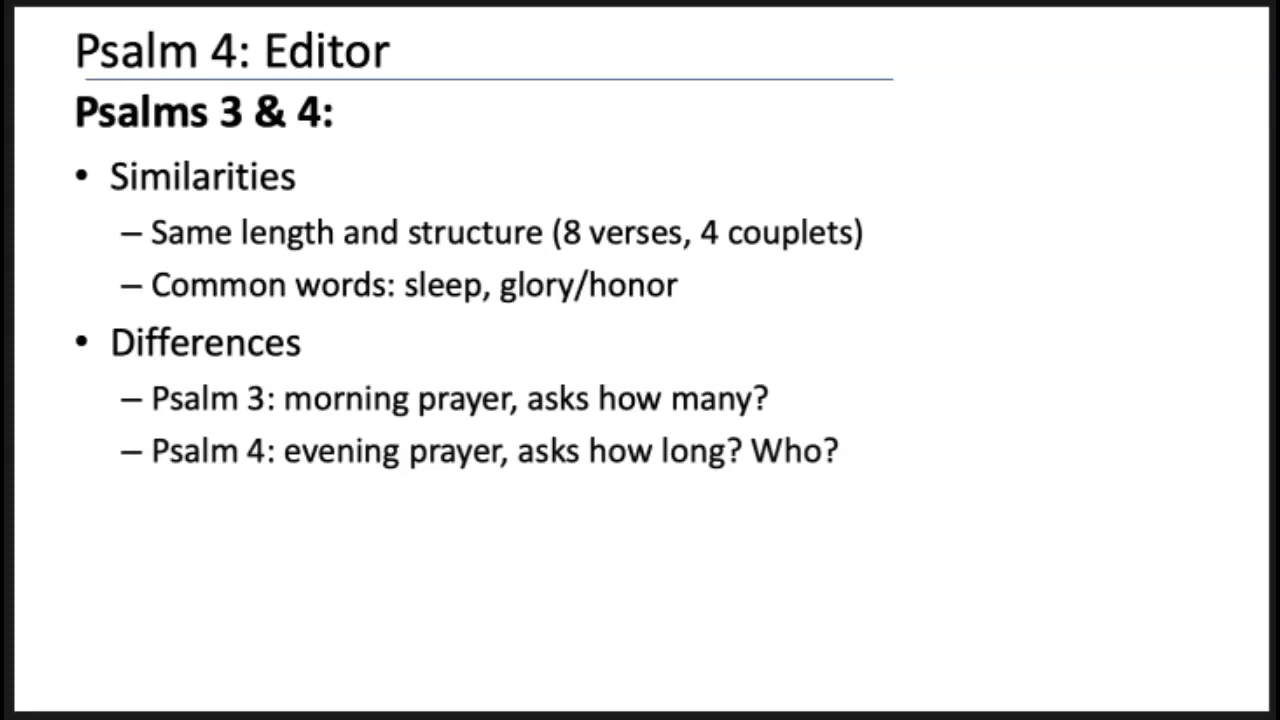 Psalm 4: Editor
Psalms 3 & 4:
• Similarities
– Same length and structure (8 verses, 4 couplets)
– Common words: sleep, glory/honor
• Differences
– Psalm 3: morning prayer, asks how many?
– Psalm 4: evening prayer, asks how long? Who?